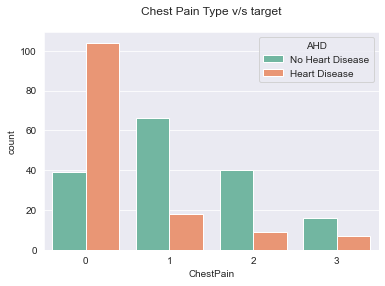 Chest Pain Type v/s target
AHD
No Heart Disease
Heart Disease
100
80
60
40
20
0
count
0 1 2 3
ChestPain